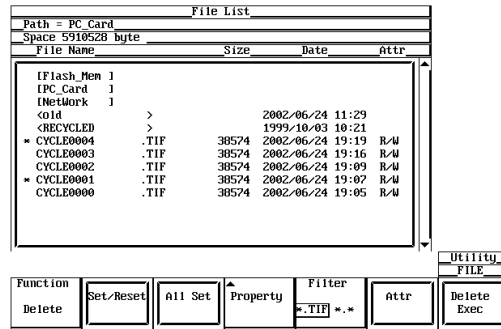 File List
Path = PC_Card
Space 5910528 byte
File Name Size Date Attr
[Flash_Mem ]
[PC_Card ]
[NetWork ]
<old > 2002/06/24 11:29
<RECYCLED > 1999/10/03 10:21
* CYCLE0004 .TIF 38574 2002/06/24 19:19 R/W
CYCLE0003 .TIF 38574 2002/06/24 19:16 R/W
CYCLE0002 .TIF 38574 2002/06/24 19:09 R/W
* CYCLE0001 .TIF 38574 2002/06/24 19:07 R/W
CYCLE0000 .TIF 38574 2002/06/24 19:05 R/W
Utility
FILE
Function
Delete
Set/Reset
All Set
Property
Filter
*.TIF *.*
Attr
Delete
Exec